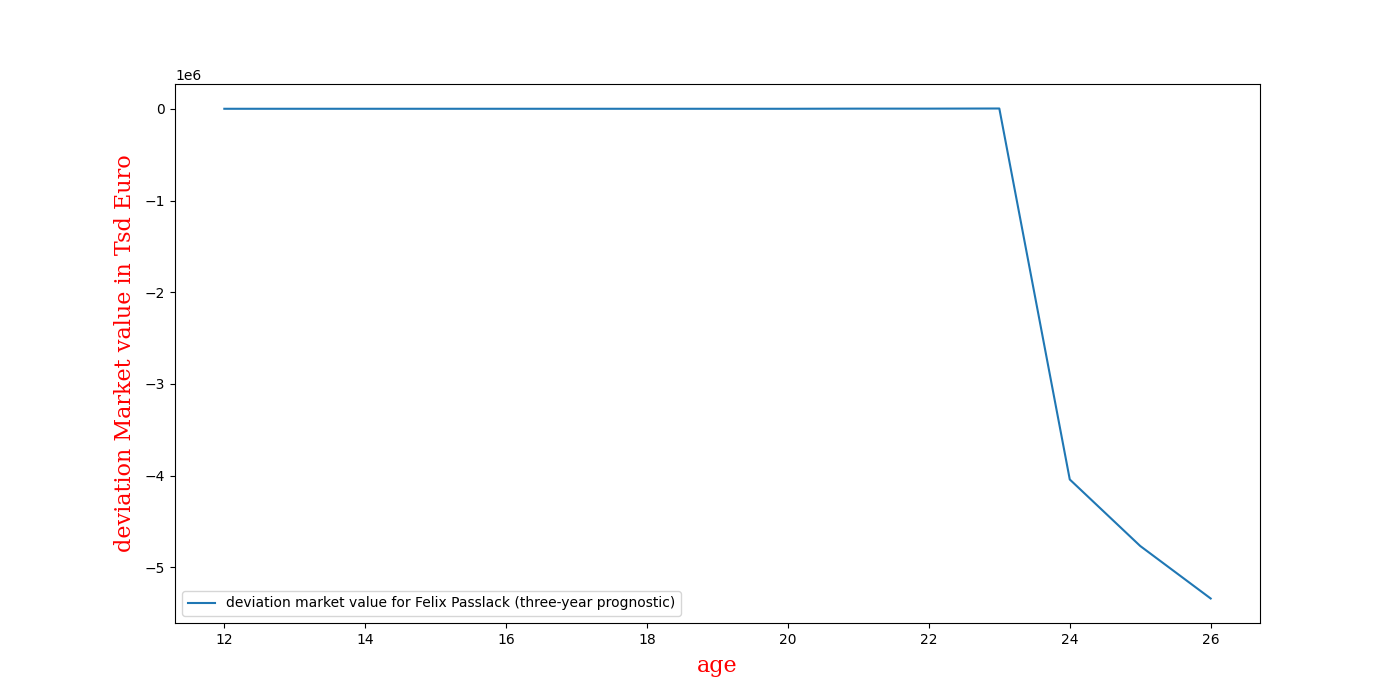 1e6
0
−1
−2
−3
−4
−5
deviation Market value in Tsd Euro
deviation market value for Felix Passlack (three-year prognostic)
12 14 16 18 20 22 24 26
age